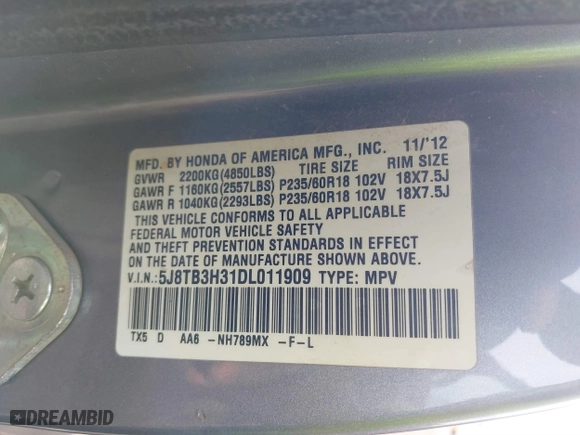 MFD. BY HONDA OF AMERICA MFG., INC. 11/'12
GVWR 2200KG(4850LBS) TIRE SIZE RIM SIZE
GAWR F 1160KG(2557LBS) P235/60R18 102V 18X7.5J
GAWR R 1040KG(2293LBS) P235/60R18 102V 18X7.5J
THIS VEHICLE CONFORMS TO ALL APPLICABLE
FEDERAL MOTOR VEHICLE SAFETY
AND THEFT PREVENTION STANDARDS IN EFFECT
ON THE DATE OF MANUFACTURE SHOWN ABOVE.
V.I.N.: 5J8TB3H31DL011909 TYPE: MPV
TX5 D AA6 -NH789MX -F-L
DREAMBID